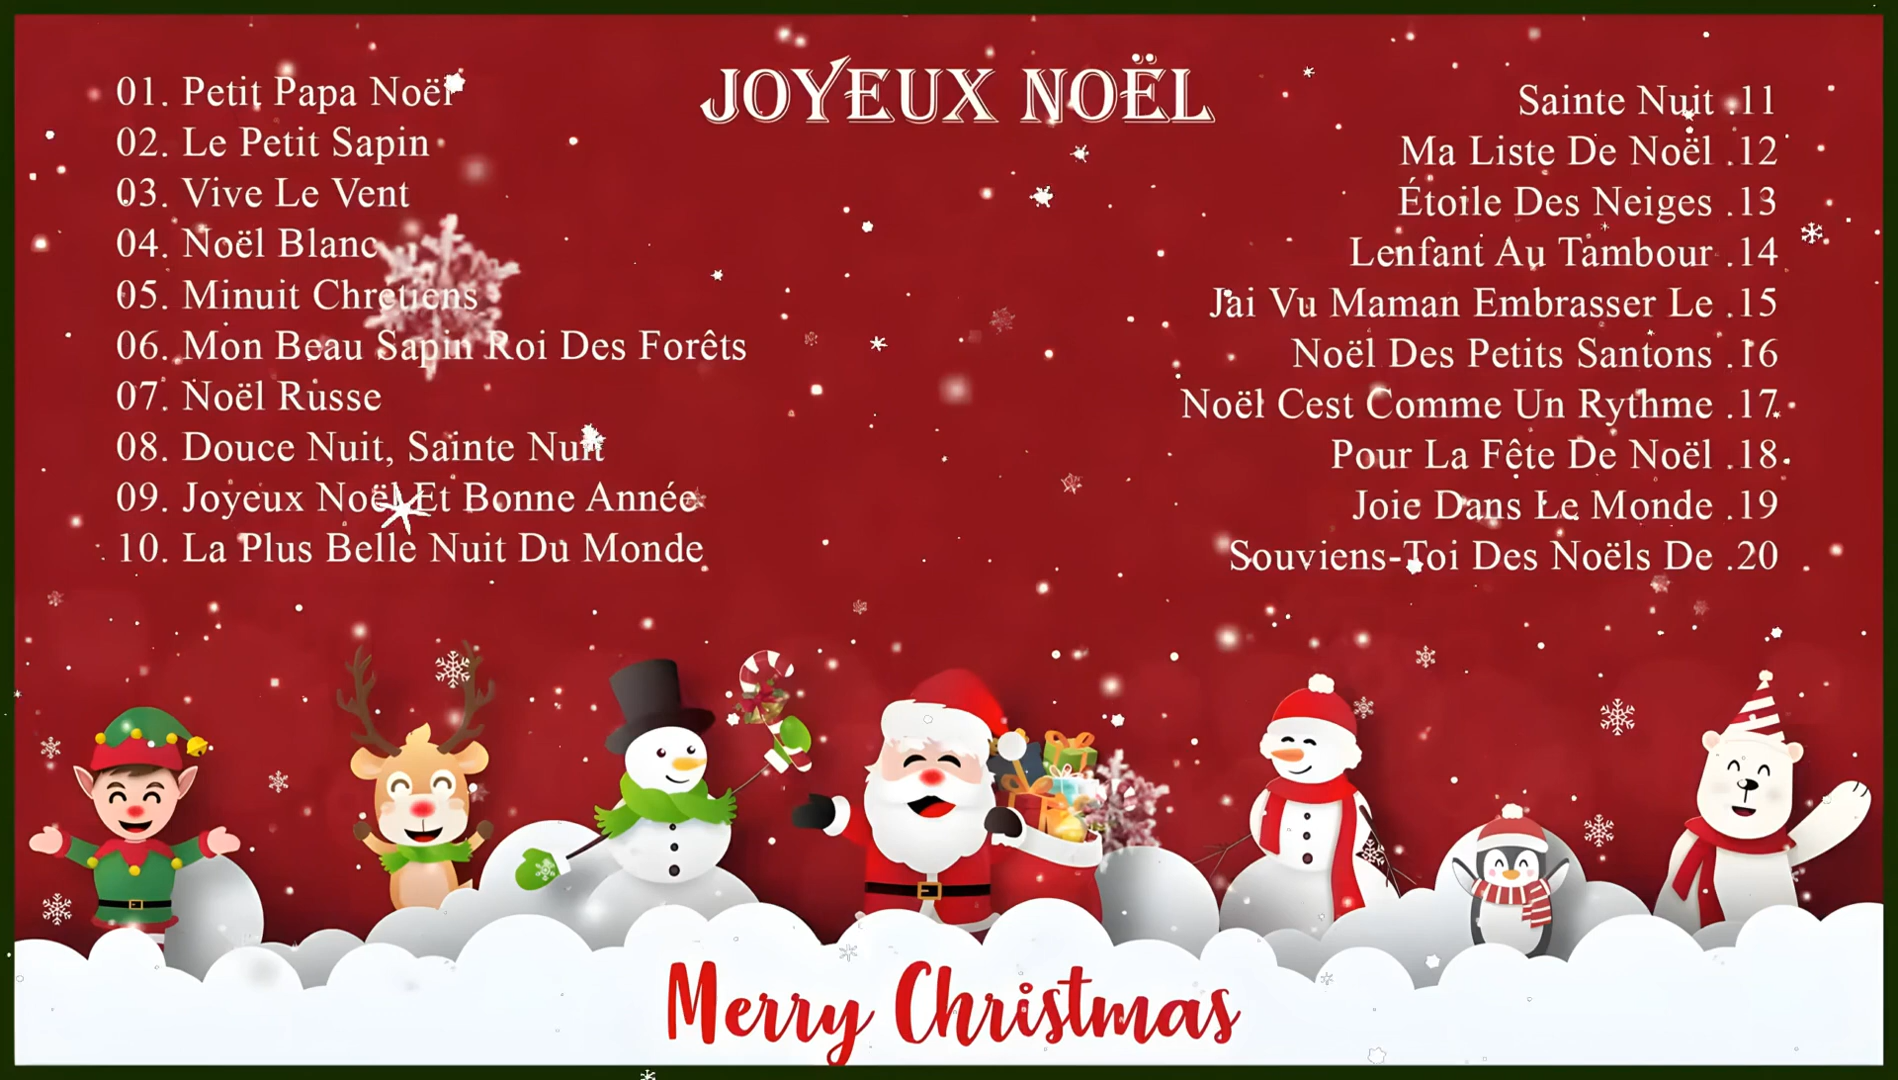 JOYEUX NOËL
01. Petit Papa Noël
02. Le Petit Sapin
03. Vive Le Vent
04. Noël Blanc
05. Minuit Chretiens
06. Mon Beau Sapin Roi Des Forêts
07. Noël Russe
08. Douce Nuit, Sainte Nuit
09. Joyeux Noël Et Bonne Année
10. La Plus Belle Nuit Du Monde
Sainte Nuit .11
Ma Liste De Noël .12
Étoile Des Neiges .13
Lenfant Au Tambour .14
Jai Vu Maman Embrasser Le .15
Noël Des Petits Santons .16
Noël Cest Comme Un Rythme .17
Pour La Fête De Noël .18
Joie Dans Le Monde .19
Souviens-Toi Des Noëls De .20
Merry Christmas